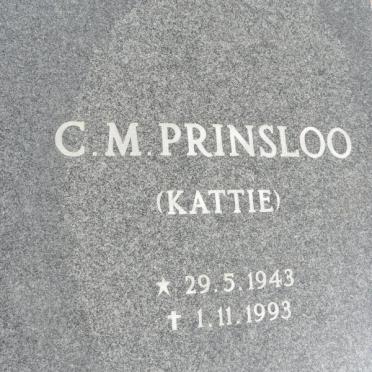 C.M.PRINSLOO
(KATTIE)
★ 29.5.1943
✝ 1.11.1993